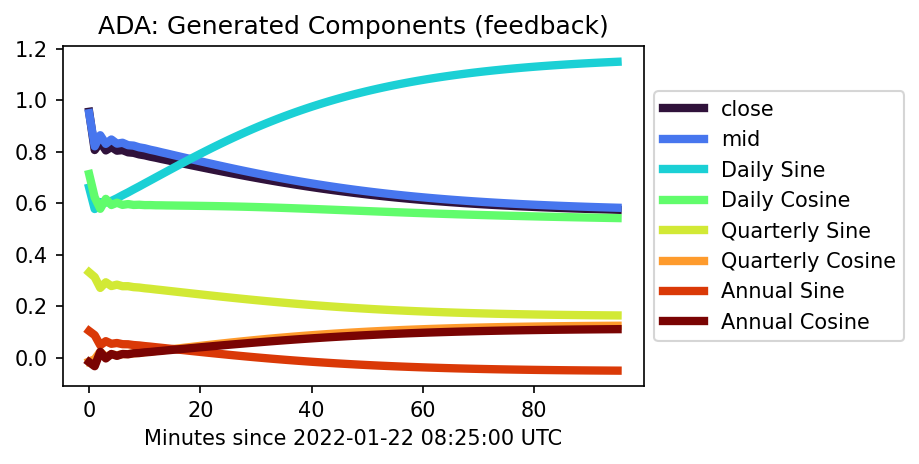 ADA: Generated Components (feedback)
1.2
1.0
0.8
0.6
0.4
0.2
0.0
0 20 40 60 80
Minutes since 2022-01-22 08:25:00 UTC
close
mid
Daily Sine
Daily Cosine
Quarterly Sine
Quarterly Cosine
Annual Sine
Annual Cosine